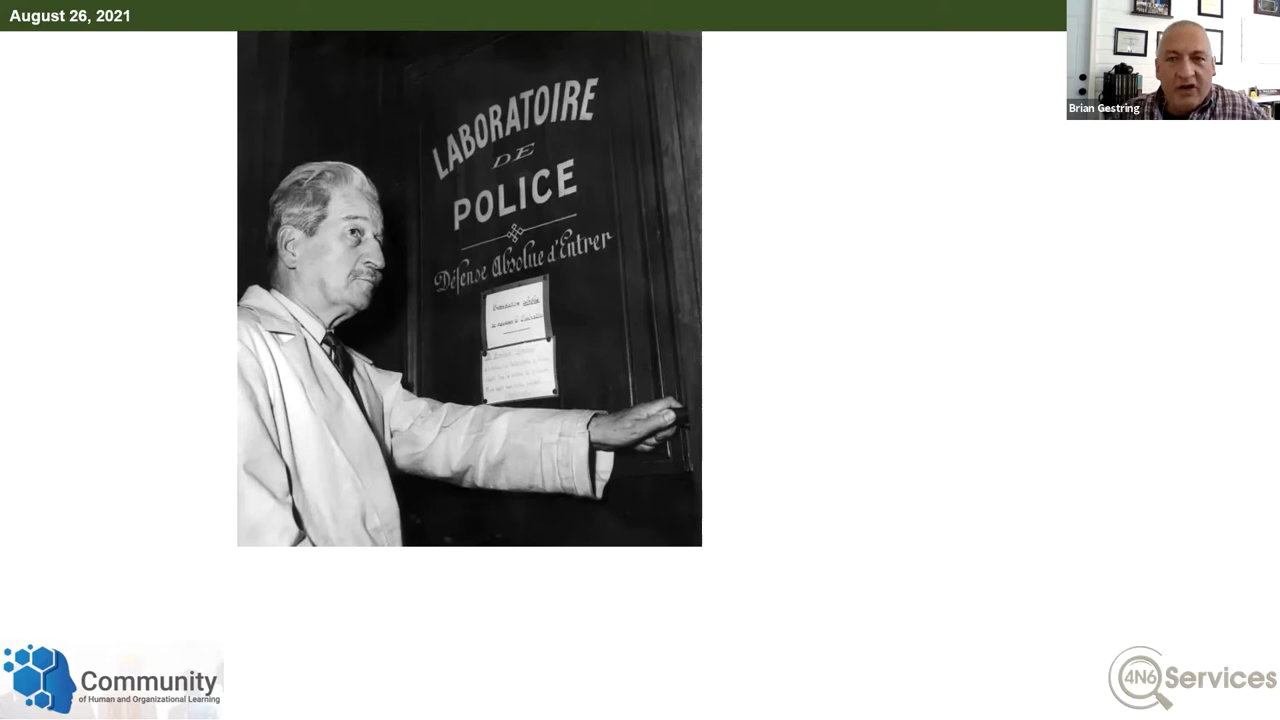 August 26, 2021
Brian Gestring
LABORATOIRE
DE
POLICE
Défense Absolue d'Entrer
Community
of Human and Organizational Learning
4N6 Services